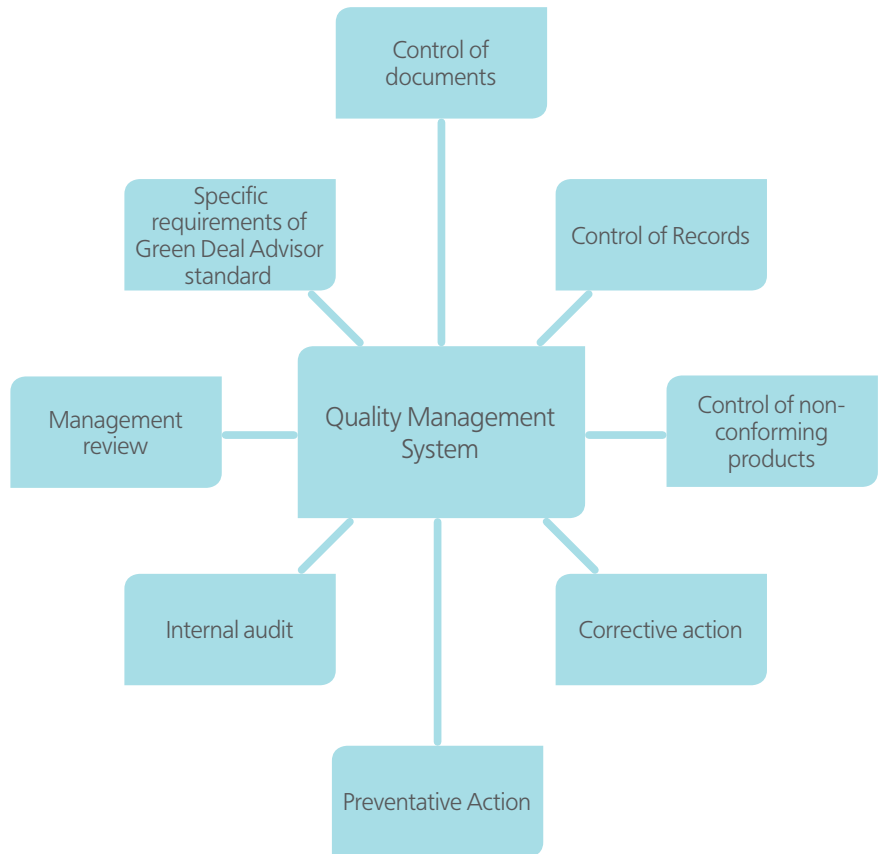 Control of
documents
Specific
requirements of
Green Deal Advisor
standard
Control of Records
Management
review
Quality Management
System
Control of non-
conforming
products
Internal audit
Corrective action
Preventative Action